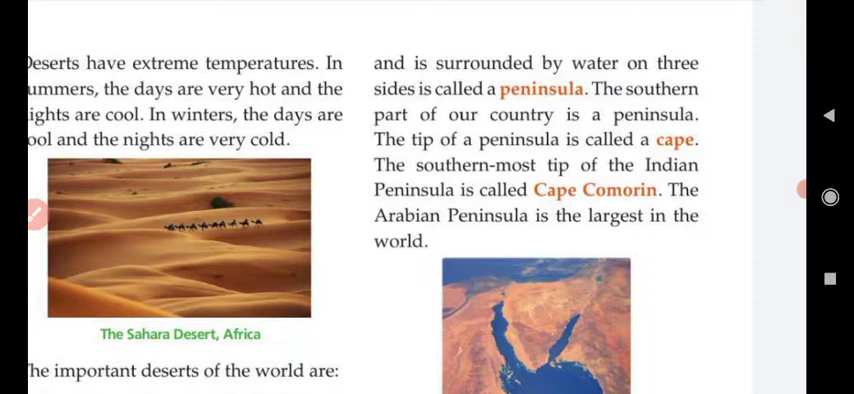 Deserts have extreme temperatures. In
ummers, the days are very hot and the
ights are cool. In winters, the days are
ool and the nights are very cold.
The Sahara Desert, Africa
The important deserts of the world are:
and is surrounded by water on three
sides is called a peninsula. The southern
part of our country is a peninsula.
The tip of a peninsula is called a cape.
The southern-most tip of the Indian
Peninsula is called Cape Comorin. The
Arabian Peninsula is the largest in the
world.